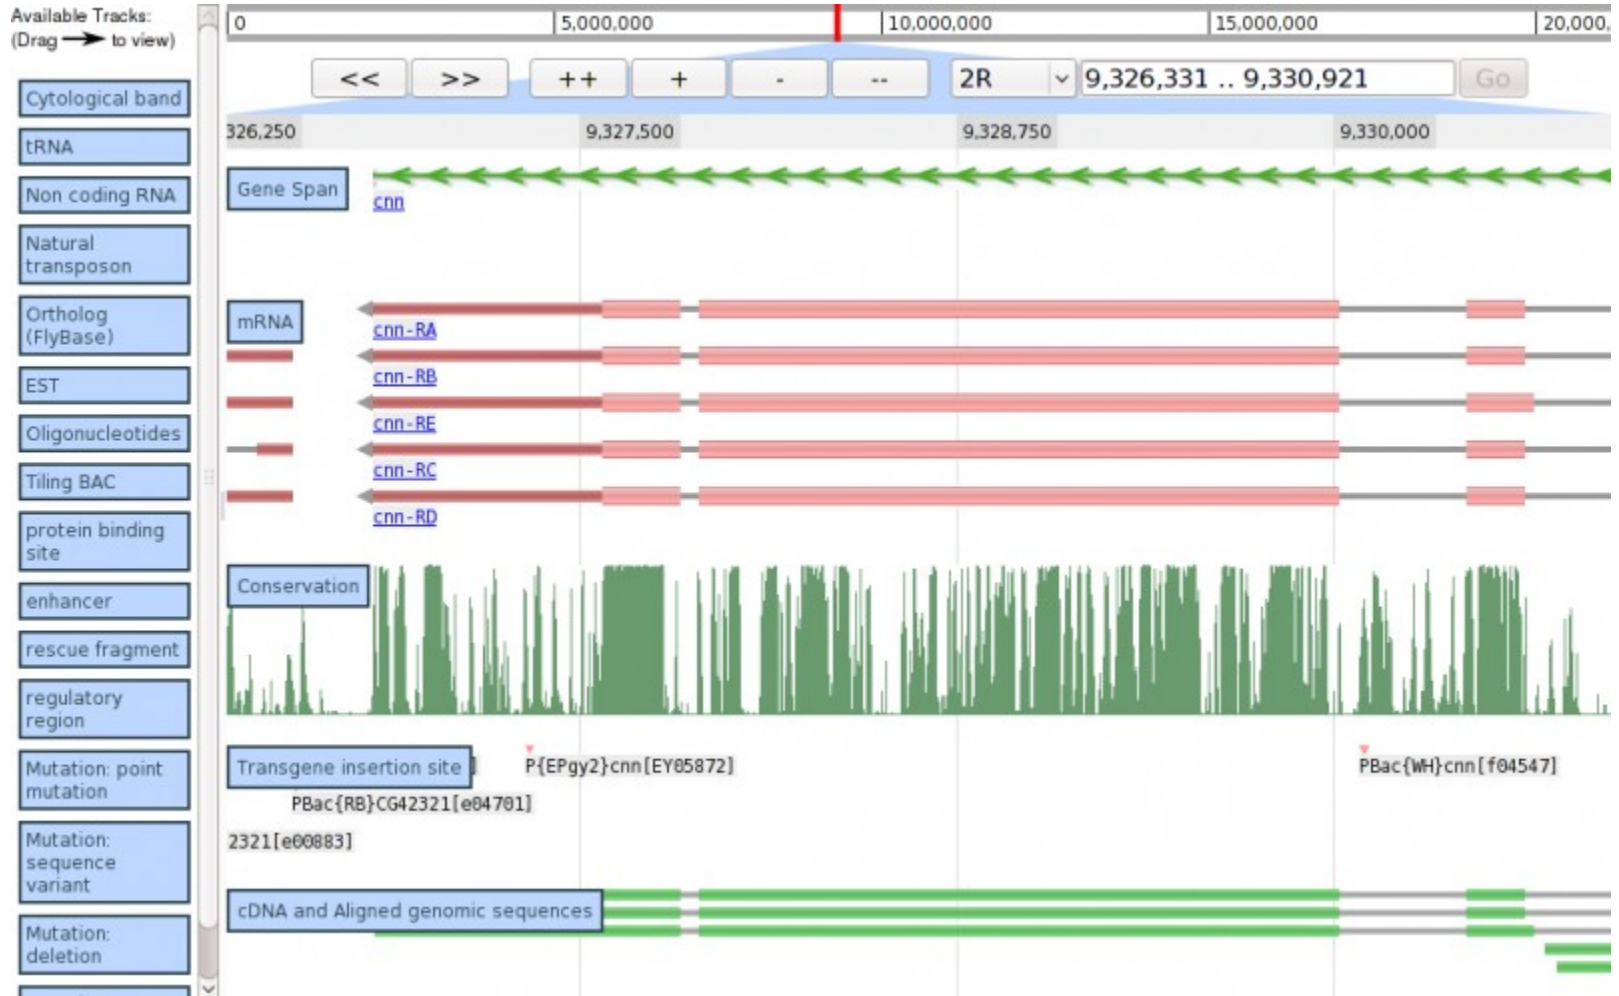 Available Tracks:
(Drag to view)
Cytological band
tRNA
Non coding RNA
Natural
transposon
Ortholog
(FlyBase)
EST
Oligonucleotides
Tiling BAC
protein binding
site
enhancer
rescue fragment
regulatory
region
Mutation: point
mutation
Mutation:
sequence
variant
Mutation:
deletion
0 5,000,000 10,000,000 15,000,000 20,000,
<< >> ++ + - -- 2R 9,326,331 .. 9,330,921 Go
326,250 9,327,500 9,328,750 9,330,000
Gene Span
cnn
mRNA
cnn-RA
cnn-RB
cnn-RE
cnn-RC
cnn-RD
Conservation
Transgene insertion site ] P{EPgy2}cnn[EY05872] PBac{WH}cnn[f04547]
PBac{RB}CG42321[e04701]
2321[e00883]
cDNA and Aligned genomic sequences